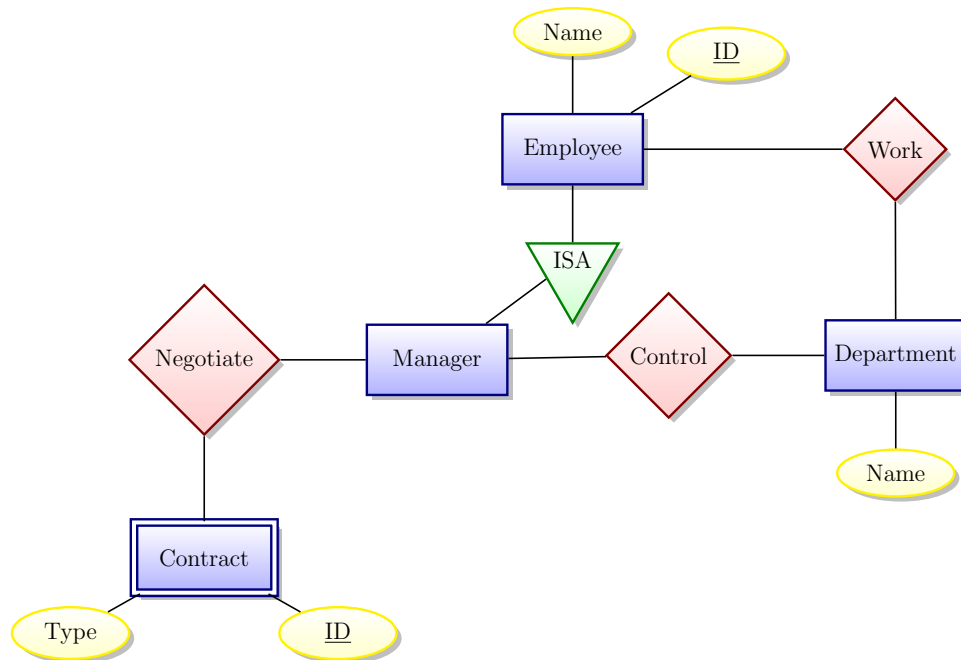 Name
ID
Employee
Work
ISA
Negotiate
Manager
Control
Department
Name
Contract
Type
ID